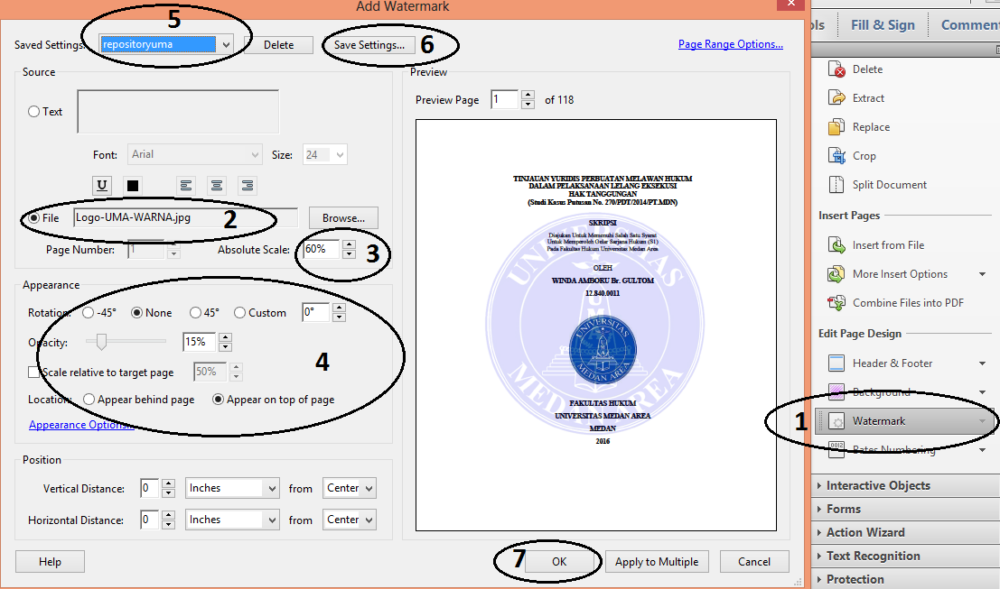 Add Watermark
5
Saved Settings: repositoryuma Delete Save Settings... 6 Page Range Options...
Source
Text
Font: Arial Size: 24
U
File Logo-UMA-WARNA.jpg 2 Browse...
Page Number: 1 Absolute Scale: 60% 3
Appearance
Rotation: -45° None 45° Custom 0°
Opacity: 15%
4
Scale relative to target page 50%
Location: Appear behind page Appear on top of page
Appearance Options...
Position
Vertical Distance: 0 Inches from Center
Horizontal Distance: 0 Inches from Center
Help 7 OK Apply to Multiple Cancel
Preview
Preview Page 1 of 118
TINJAUAN YURIDIS PERBUATAN MELAWAN HUKUM
DALAM PELAKSANAAN LELANG EKSEKUSI
HAK TANGGUNGAN
(Studi Kasus Putusan No. 270/PDT/2014/PT.MDN)
SKRIPSI
Diajukan Untuk Memenuhi Salah Satu Syarat
Untuk Memperoleh Gelar Sarjana Hukum (S1)
Pada Fakultas Hukum Universitas Medan Area
OLEH
WINDA AMBOKU Br. GULTOM
12.840.0011
UNIVERSITAS
MEDAN AREA
UNIVERSITAS
MEDAN AREA
FAKULTAS HUKUM
UNIVERSITAS MEDAN AREA
MEDAN
2016
ols Fill & Sign Commen
Delete
Extract
Replace
Crop
Split Document
Insert Pages
Insert from File
More Insert Options
Combine Files into PDF
Edit Page Design
Header & Footer
Background
1 Watermark
Bates Numbering
Interactive Objects
Forms
Action Wizard
Text Recognition
Protection